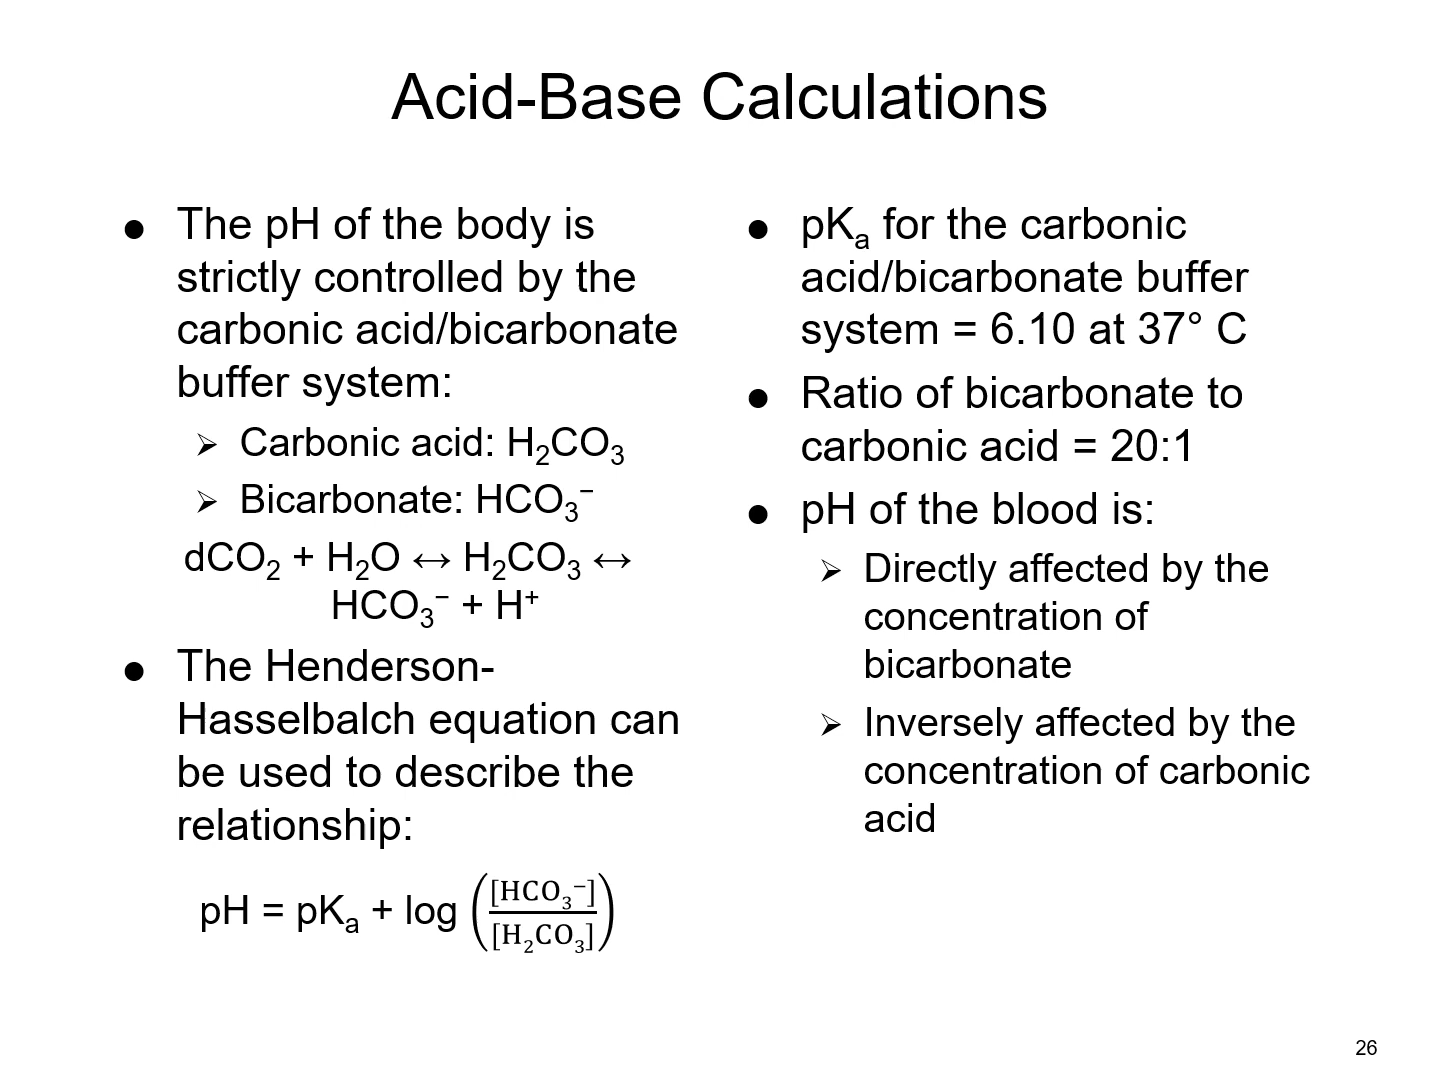 Acid-Base Calculations
● The pH of the body is
strictly controlled by the
carbonic acid/bicarbonate
buffer system:
➢ Carbonic acid: H₂CO₃
➢ Bicarbonate: HCO₃⁻
dCO₂ + H₂O ↔ H₂CO₃ ↔
HCO₃⁻ + H⁺
● The Henderson-
Hasselbalch equation can
be used to describe the
relationship:
pH = pKₐ + log ([HCO₃⁻]/[H₂CO₃])
● pKₐ for the carbonic
acid/bicarbonate buffer
system = 6.10 at 37° C
● Ratio of bicarbonate to
carbonic acid = 20:1
● pH of the blood is:
➢ Directly affected by the
concentration of
bicarbonate
➢ Inversely affected by the
concentration of carbonic
acid
26